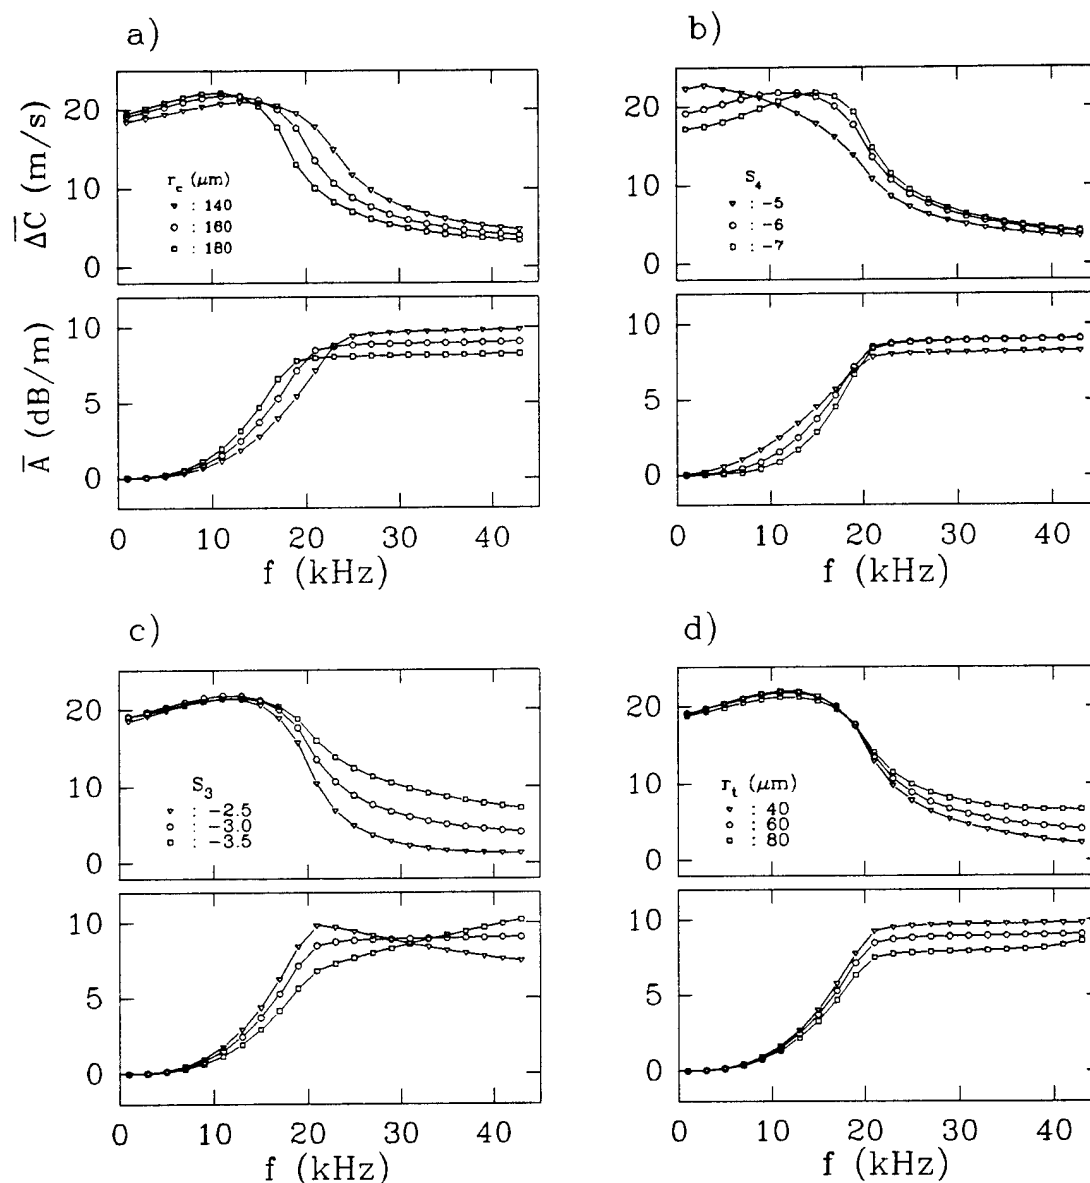 a)
ΔC̅ (m/s)
20
10
0
r_c (μm)
▿ : 140
○ : 160
□ : 180
A̅ (dB/m)
10
5
0
0 10 20 30 40
f (kHz)
b)
20
10
0
S_4
▿ : -5
○ : -6
□ : -7
10
5
0
0 10 20 30 40
f (kHz)
c)
20
10
0
S_3
▿ : -2.5
○ : -3.0
□ : -3.5
10
5
0
0 10 20 30 40
f (kHz)
d)
20
10
0
r_t (μm)
▿ : 40
○ : 60
□ : 80
10
5
0
0 10 20 30 40
f (kHz)